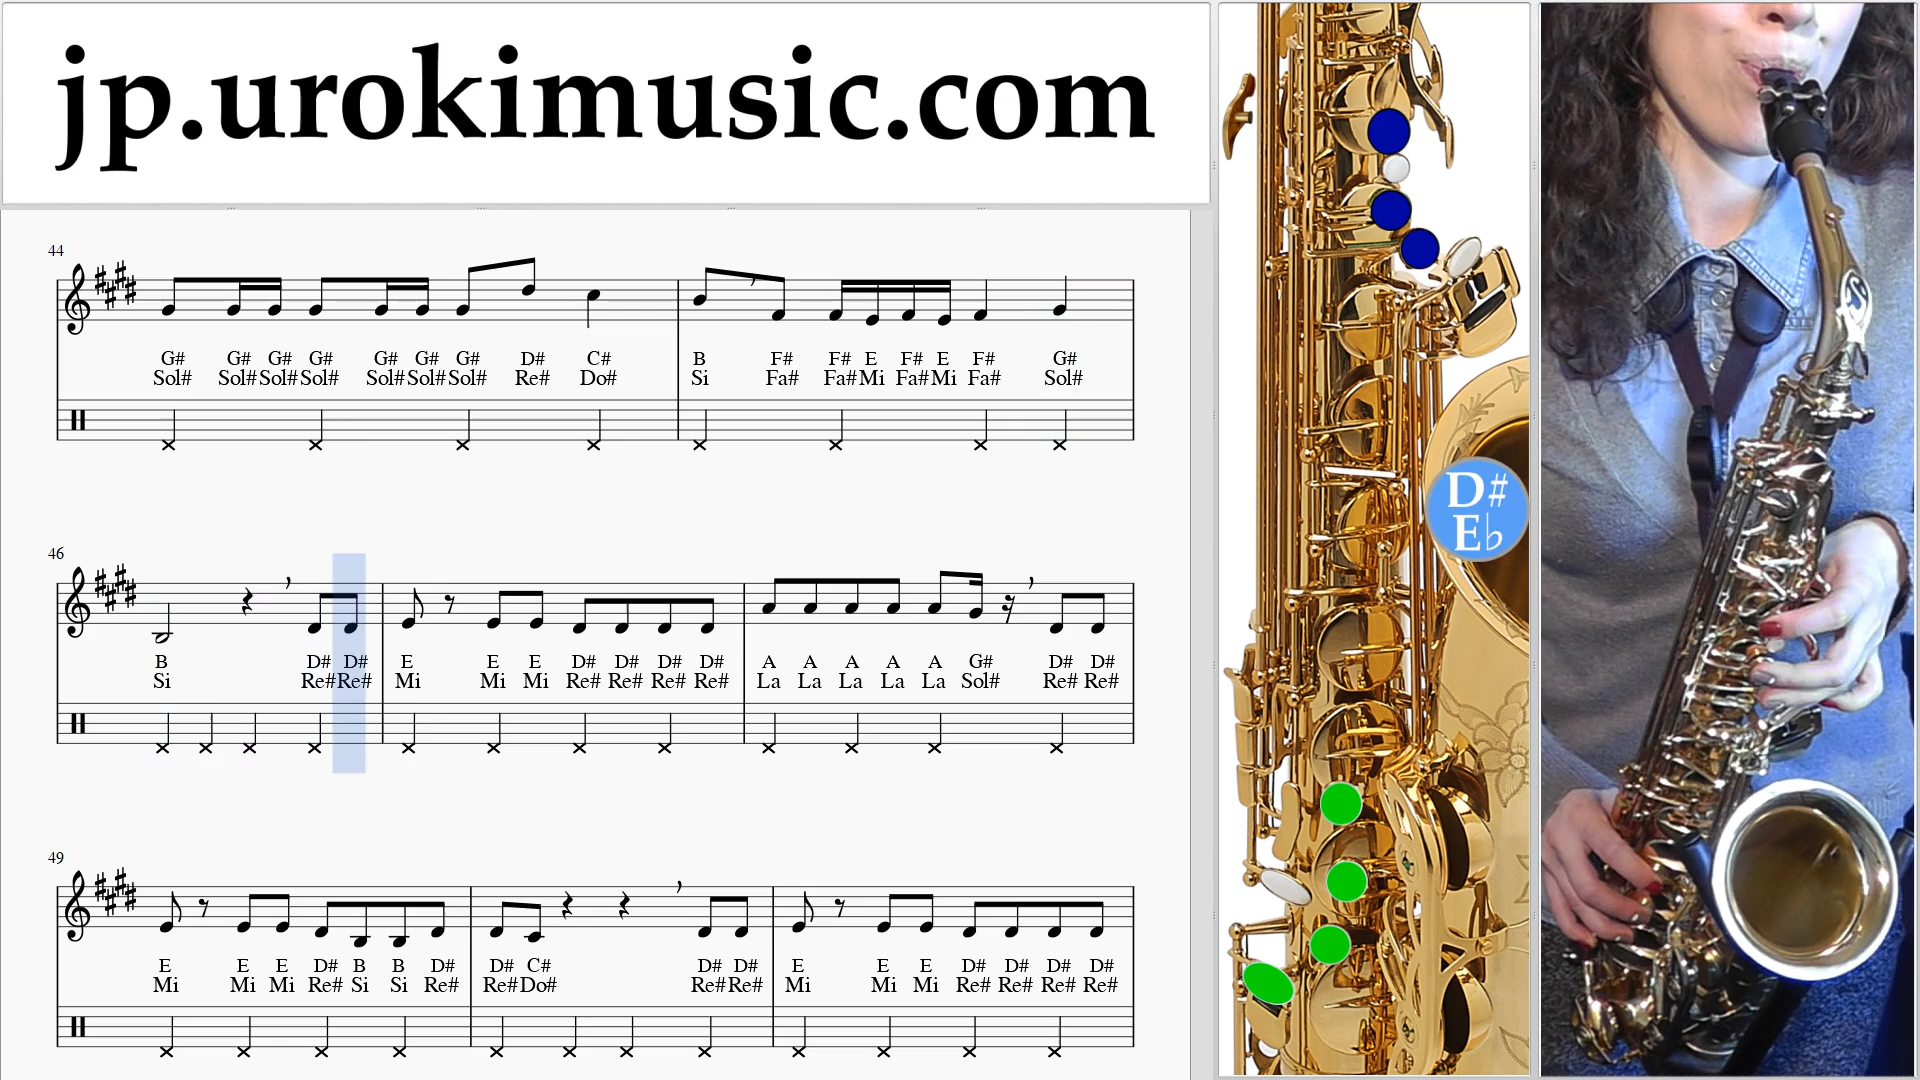 jp.urokimusic.com
44
G# G# G# G# G# G# G# D# C# B F# F# E F# E F# G#
Sol# Sol# Sol# Sol# Sol# Sol# Sol# Re# Do# Si Fa# Fa# Mi Fa# Mi Fa# Sol#
46
B D# D# E E E D# D# D# D# A A A A A G# D# D#
Si Re# Re# Mi Mi Mi Re# Re# Re# Re# La La La La La Sol# Re# Re#
49
E E E D# B B D# D# C# D# D# E E E D# D# D# D#
Mi Mi Mi Re# Si Si Re# Re# Do# Re# Re# Mi Mi Mi Re# Re# Re# Re#
D#
E♭